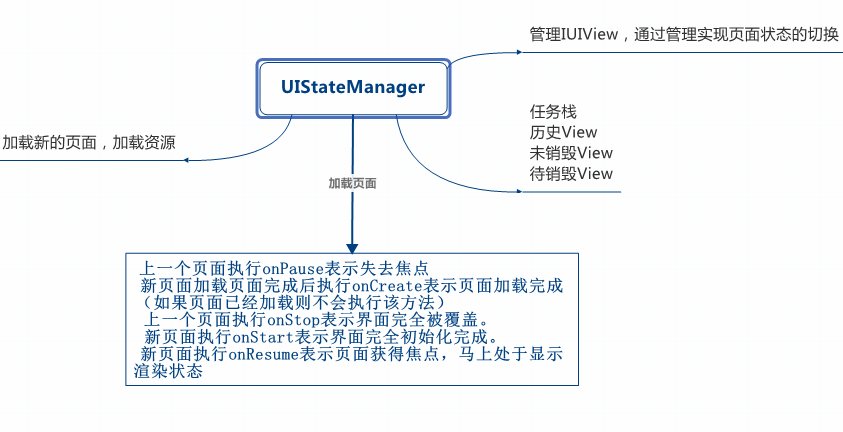 管理IUIView，通过管理实现页面状态的切换
UIStateManager
任务栈
历史View
未销毁View
待销毁View
加载新的页面，加载资源
加载页面
上一个页面执行onPause表示失去焦点
新页面加载页面完成后执行onCreate表示页面加载完成
（如果页面已经加载则不会执行该方法）
上一个页面执行onStop表示界面完全被覆盖。
新页面执行onStart表示界面完全初始化完成。
新页面执行onResume表示页面获得焦点，马上处于显示
渲染状态